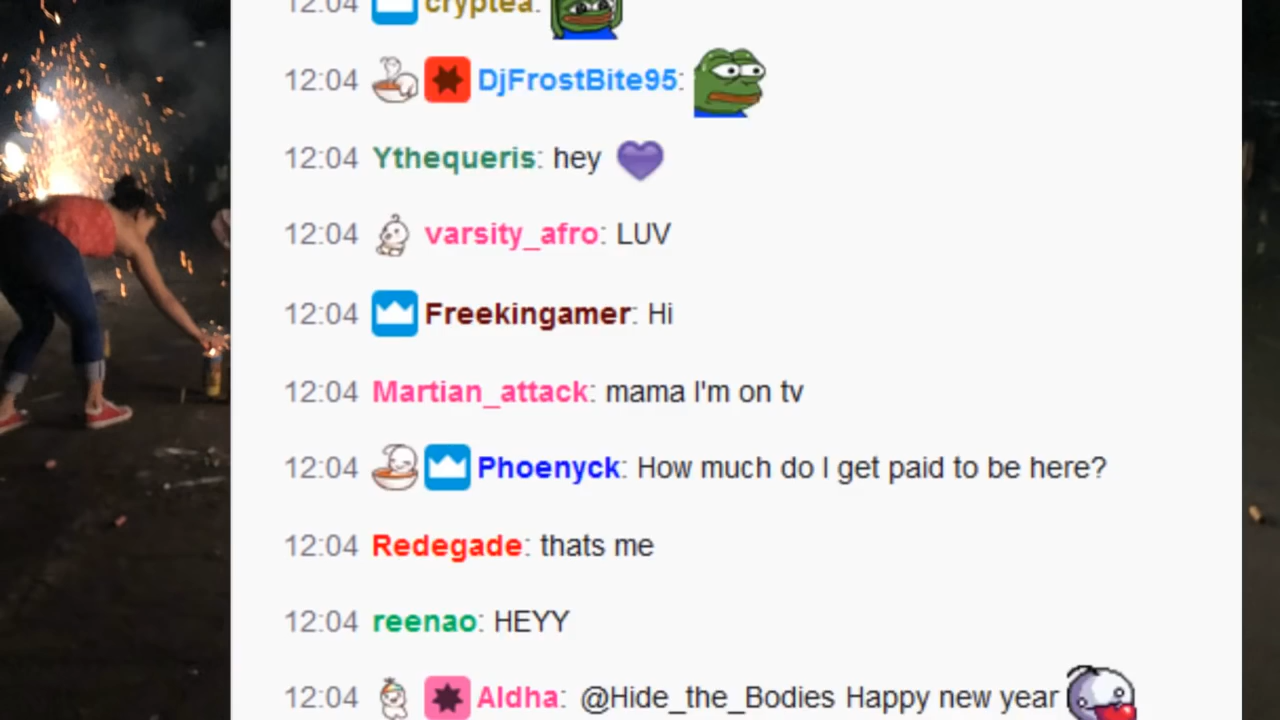 12:04 cryptea:
12:04 DjFrostBite95:
12:04 Ythequeris: hey
12:04 varsity_afro: LUV
12:04 Freekingamer: Hi
12:04 Martian_attack: mama I'm on tv
12:04 Phoenyck: How much do I get paid to be here?
12:04 Redegade: thats me
12:04 reenao: HEYY
12:04 Aldha: @Hide_the_Bodies Happy new year